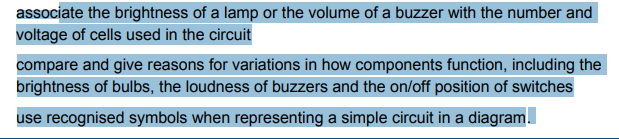 associate the brightness of a lamp or the volume of a buzzer with the number and
voltage of cells used in the circuit
compare and give reasons for variations in how components function, including the
brightness of bulbs, the loudness of buzzers and the on/off position of switches
use recognised symbols when representing a simple circuit in a diagram.